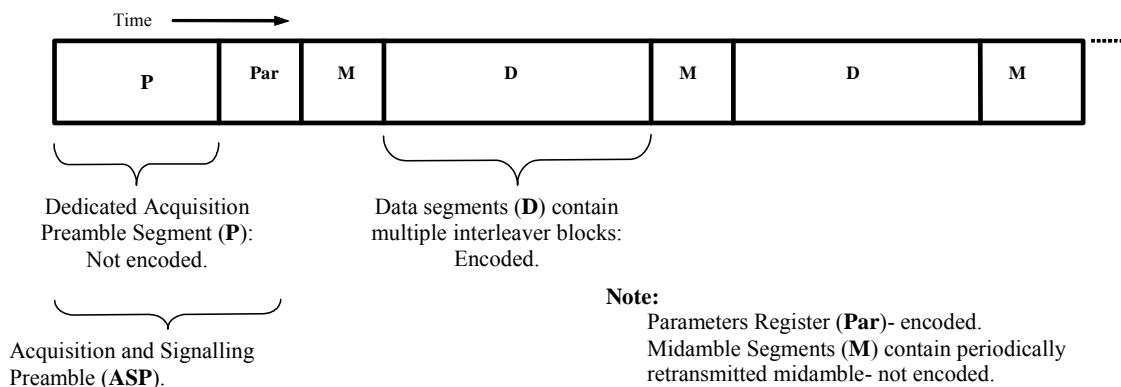 Time
P
Par
M
D
M
D
M
Dedicated Acquisition
Preamble Segment (P):
Not encoded.
Data segments (D) contain
multiple interleaver blocks:
Encoded.
Acquisition and Signalling
Preamble (ASP).
Note:
Parameters Register (Par)- encoded.
Midamble Segments (M) contain periodically
retransmitted midamble- not encoded.